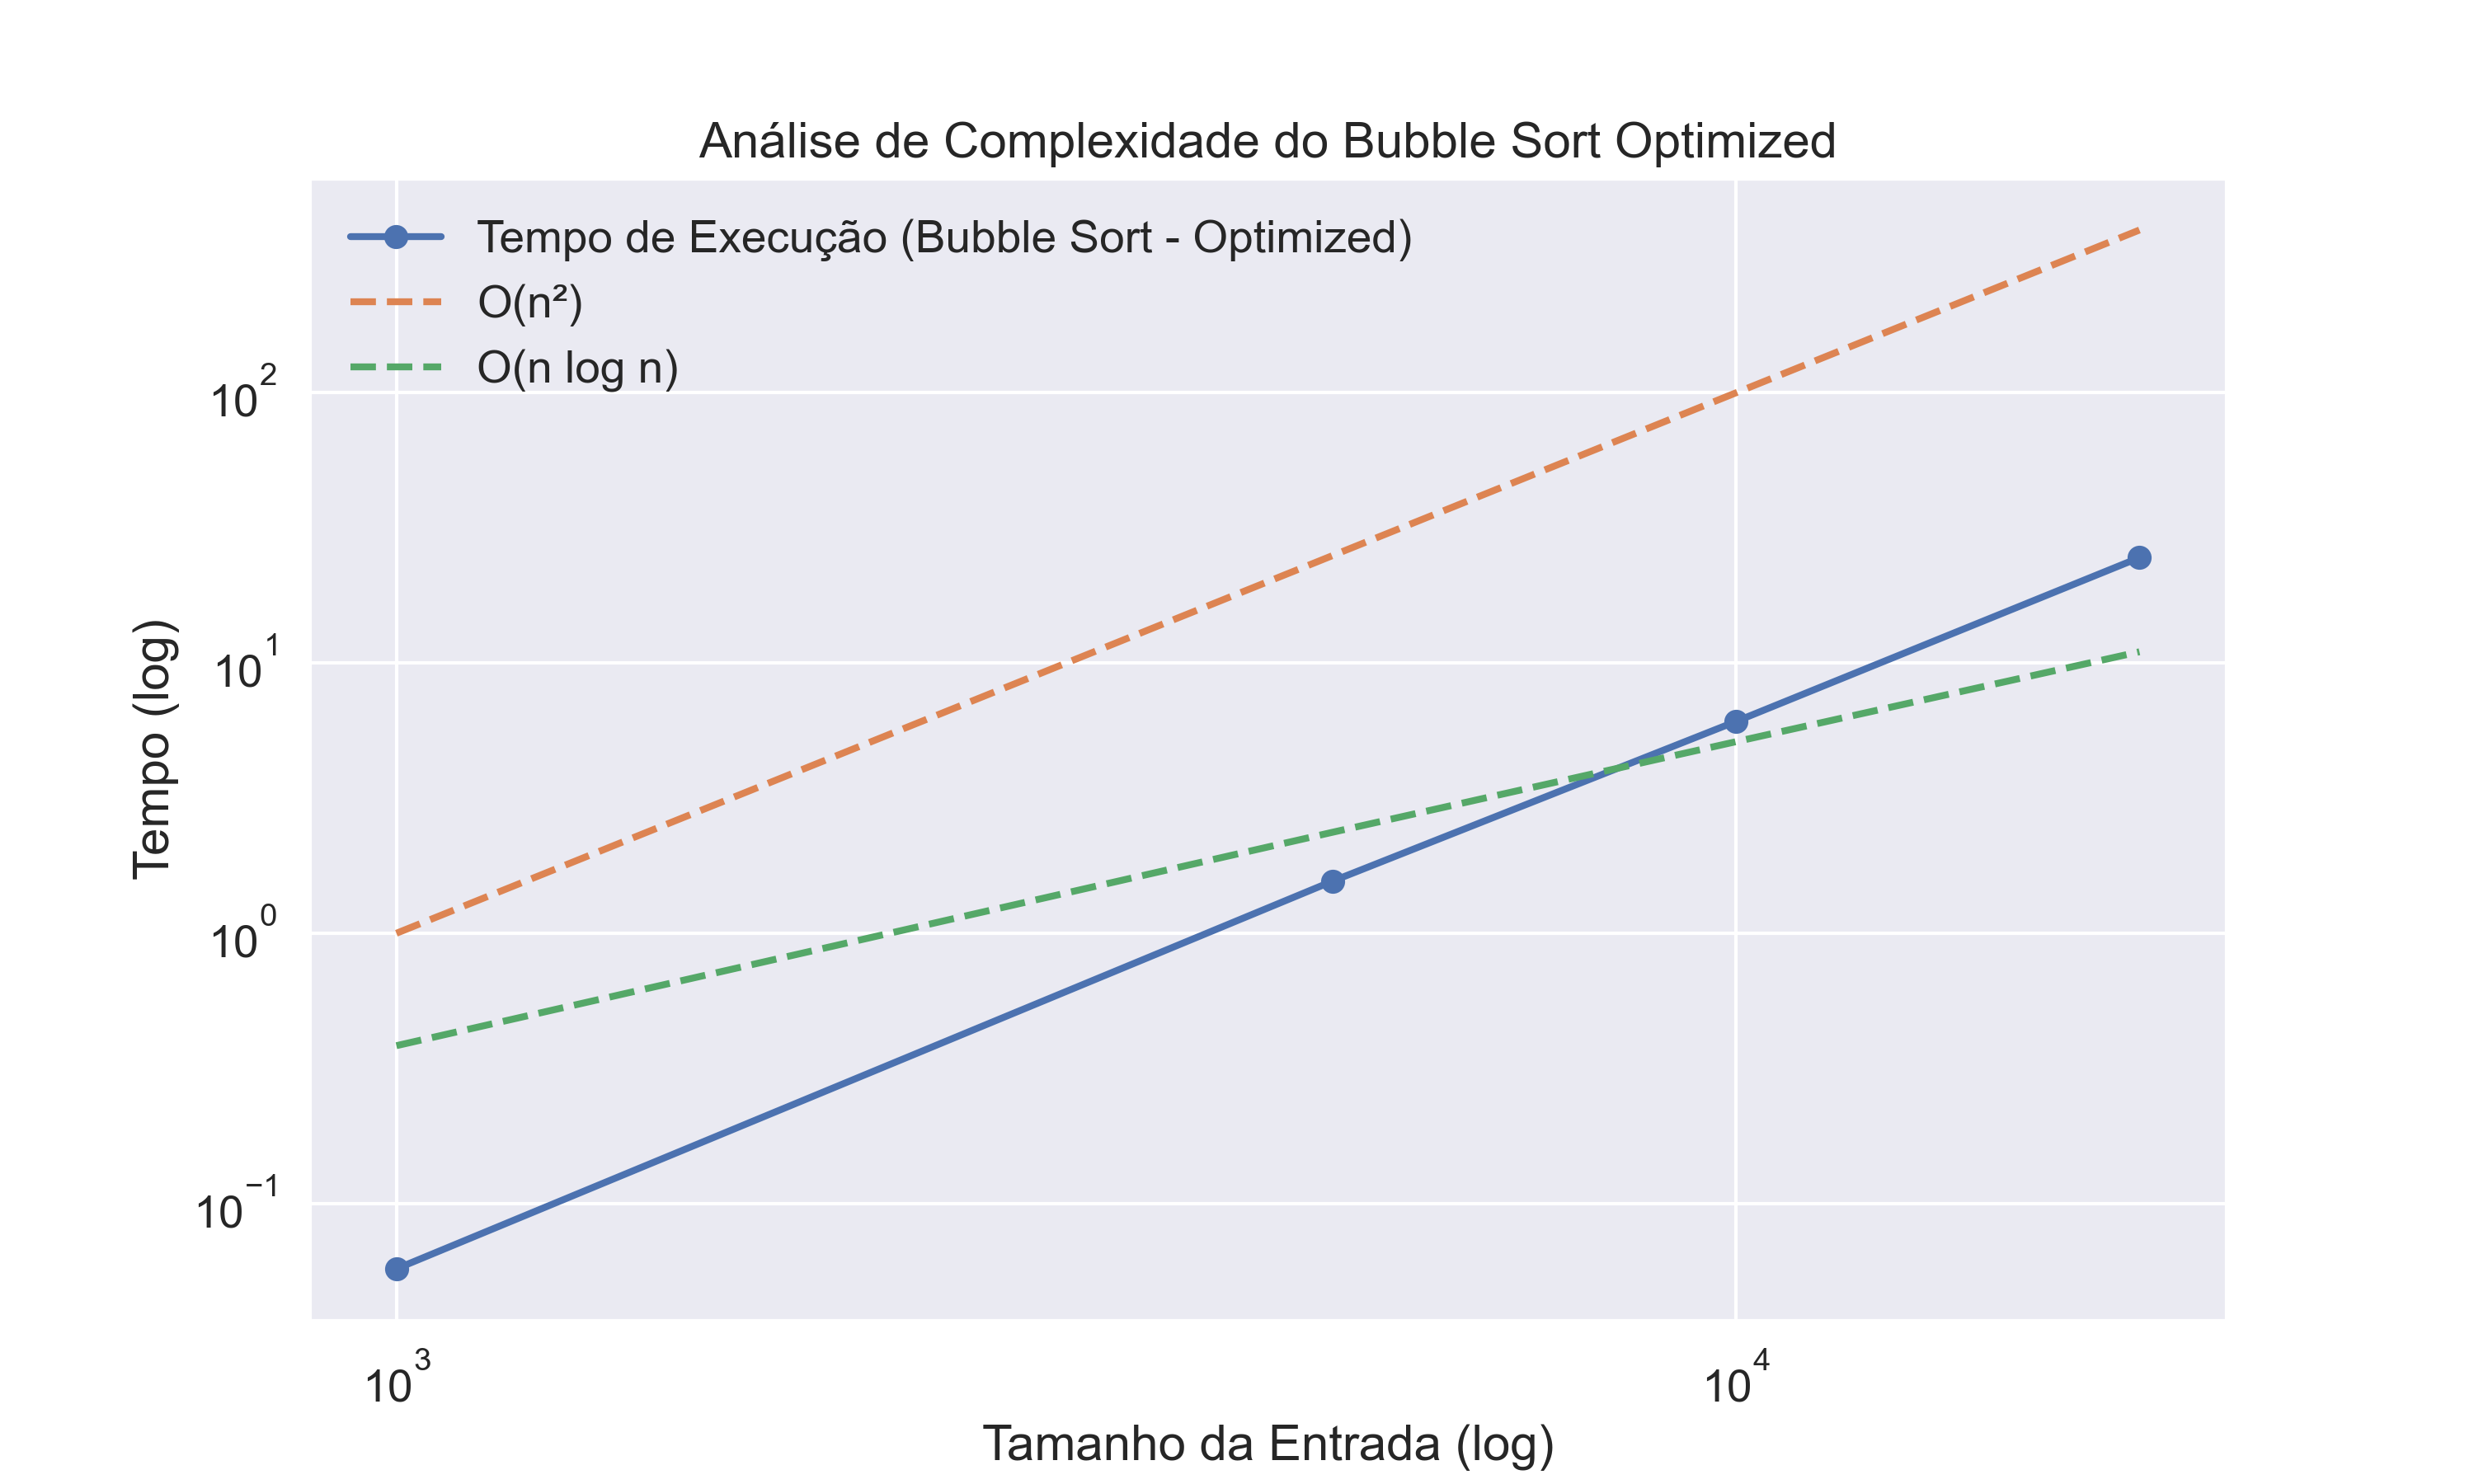 Análise de Complexidade do Bubble Sort Optimized
Tempo de Execução (Bubble Sort - Optimized)
O(n²)
O(n log n)
10²
10¹
10⁰
10⁻¹
Tempo (log)
10³
10⁴
Tamanho da Entrada (log)